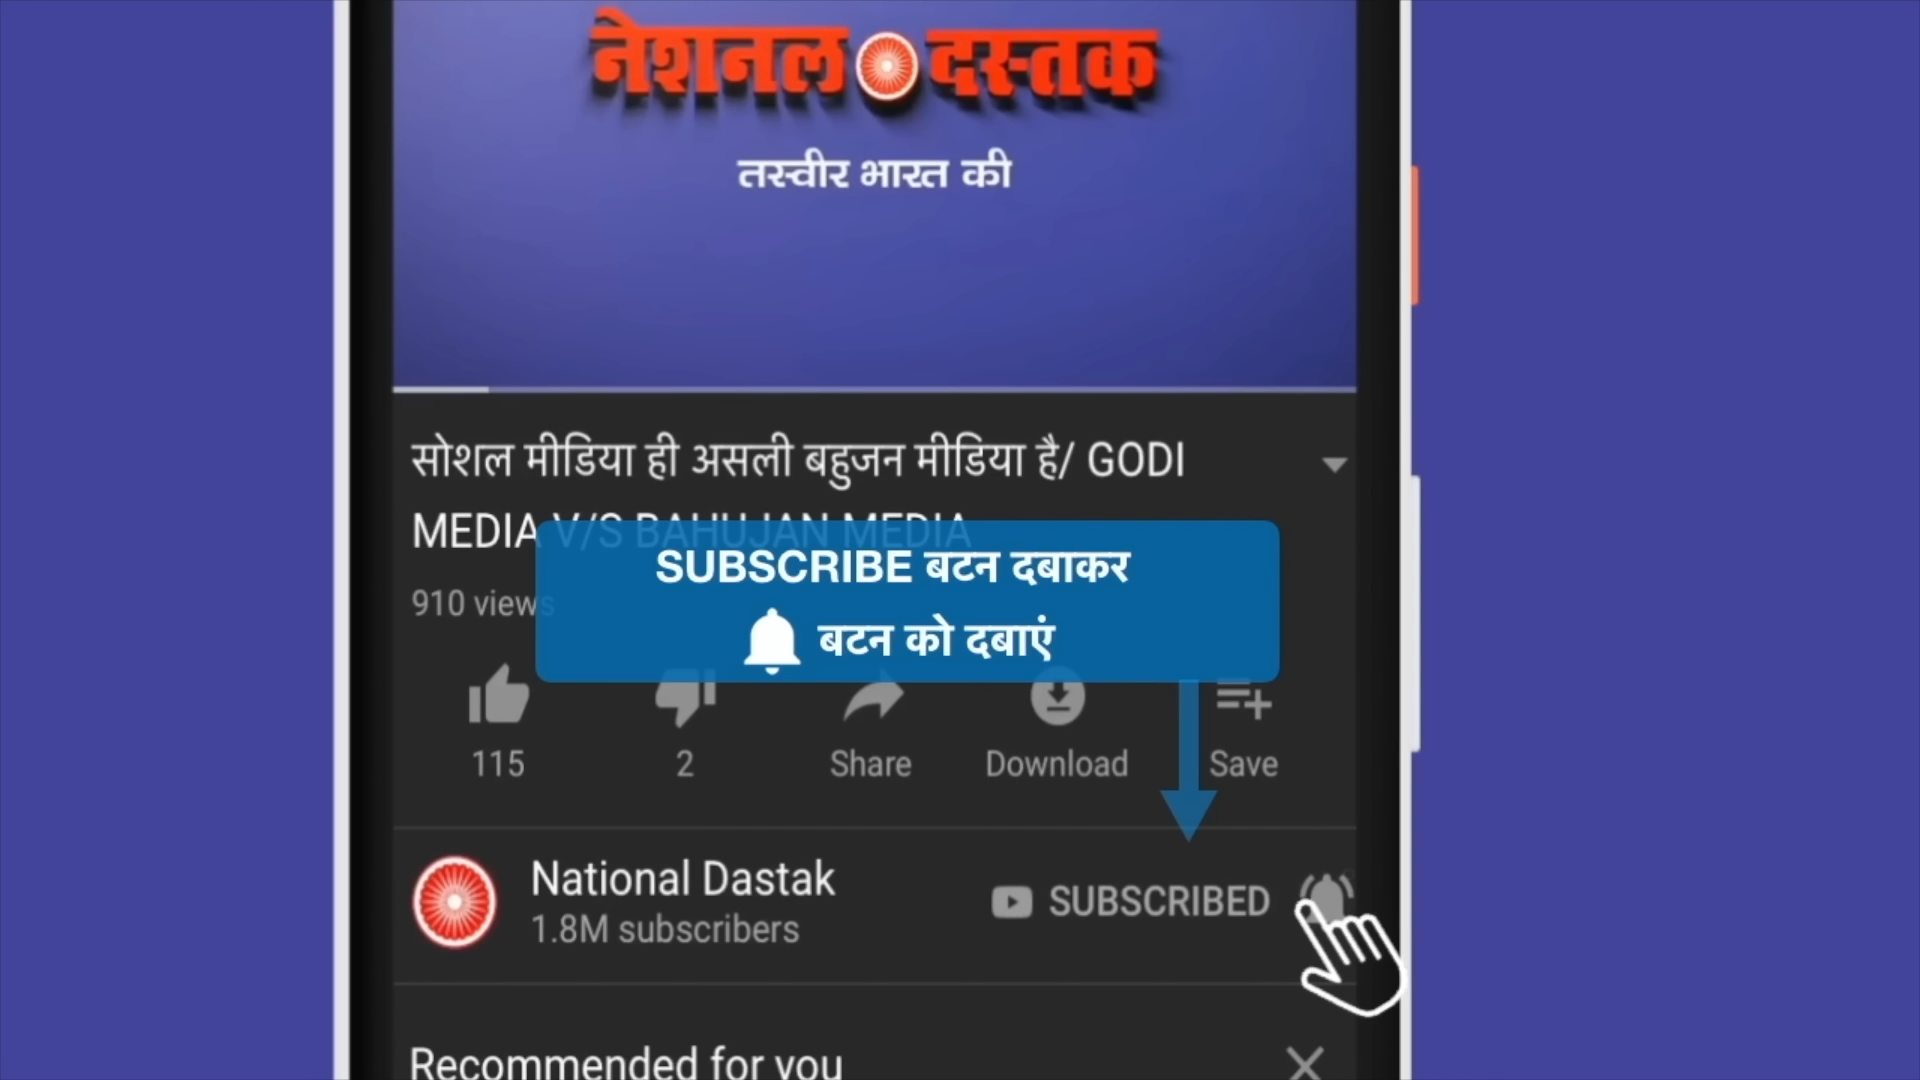 नेशनल दस्तक
तस्वीर भारत की
सोशल मीडिया ही असली बहुजन मीडिया है/ GODI
MEDIA V/S BAHUJAN MEDIA
910 views
SUBSCRIBE बटन दबाकर
बटन को दबाएं
115 2 Share Download Save
National Dastak
1.8M subscribers
SUBSCRIBED
Recommended for you